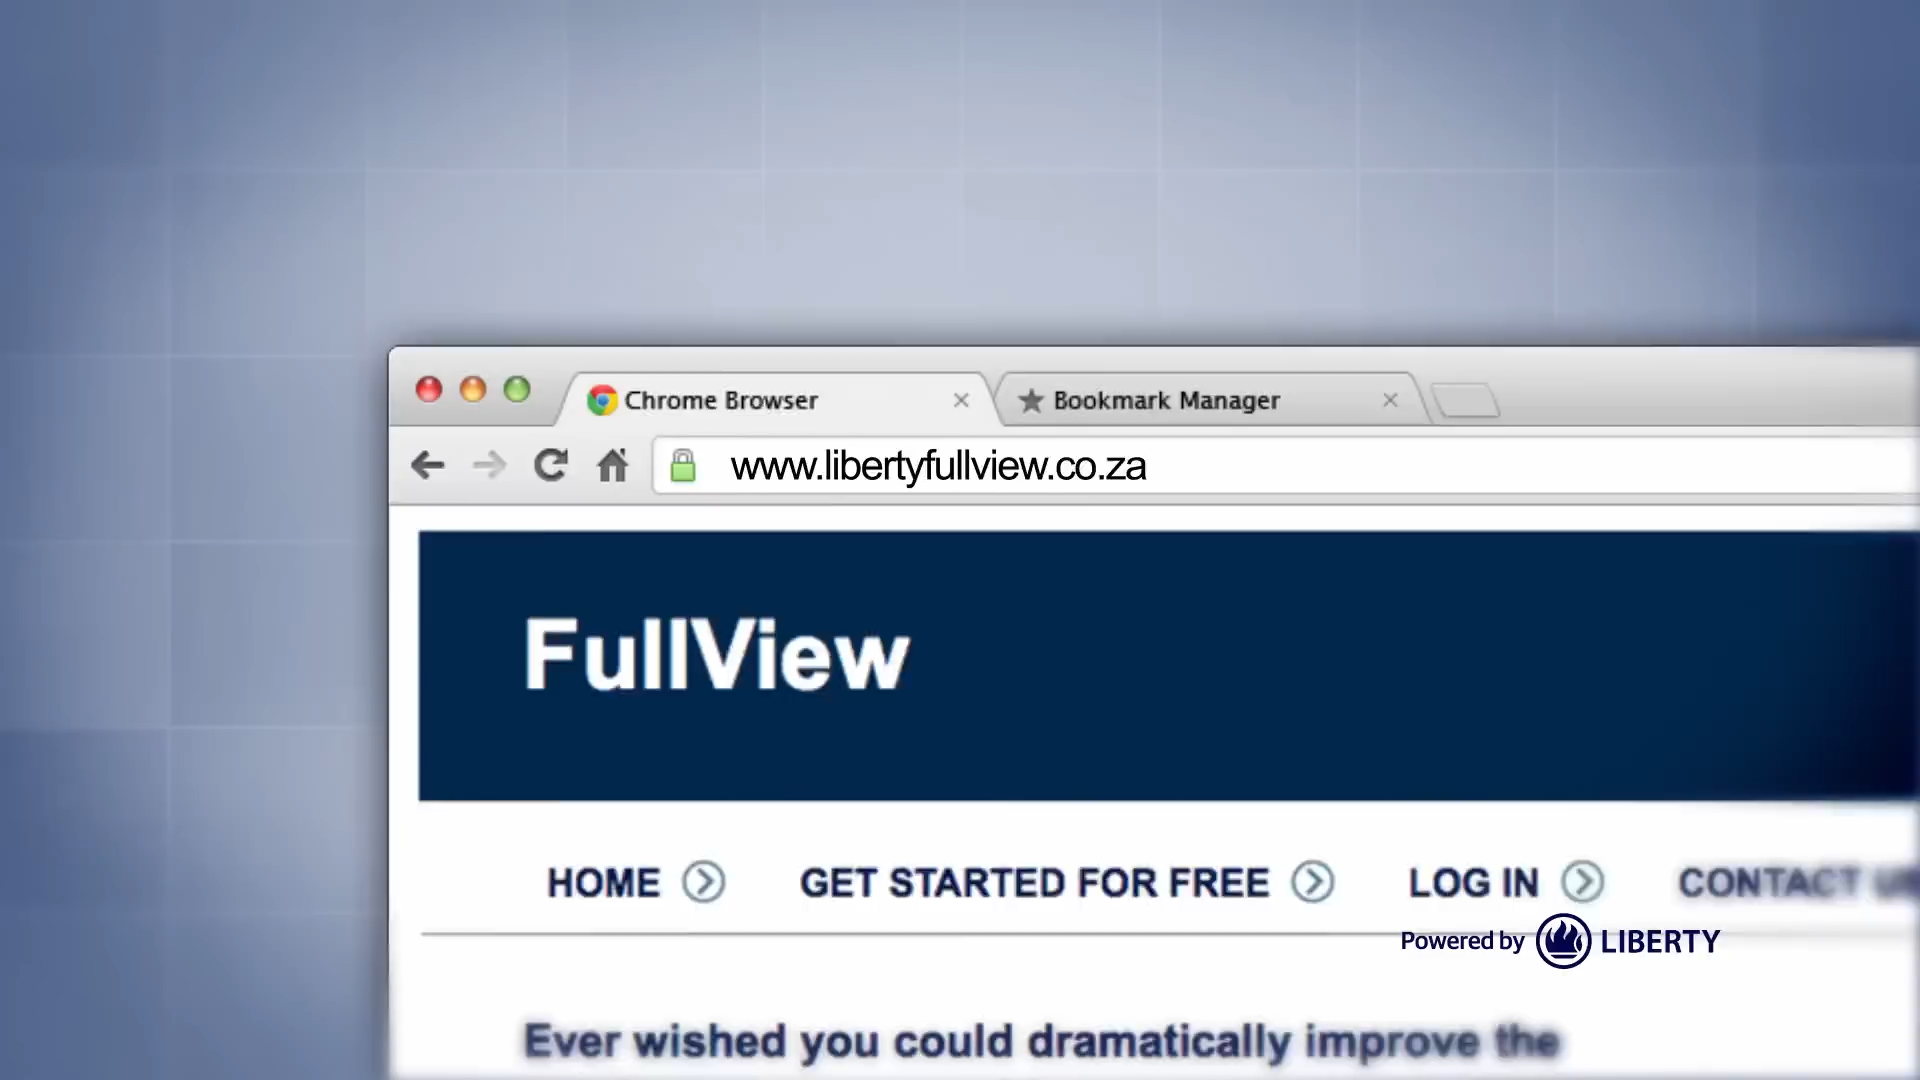 Chrome Browser
Bookmark Manager
www.libertyfullview.co.za
FullView
HOME
GET STARTED FOR FREE
LOG IN
CONTACT
Powered by LIBERTY
Ever wished you could dramatically improve the